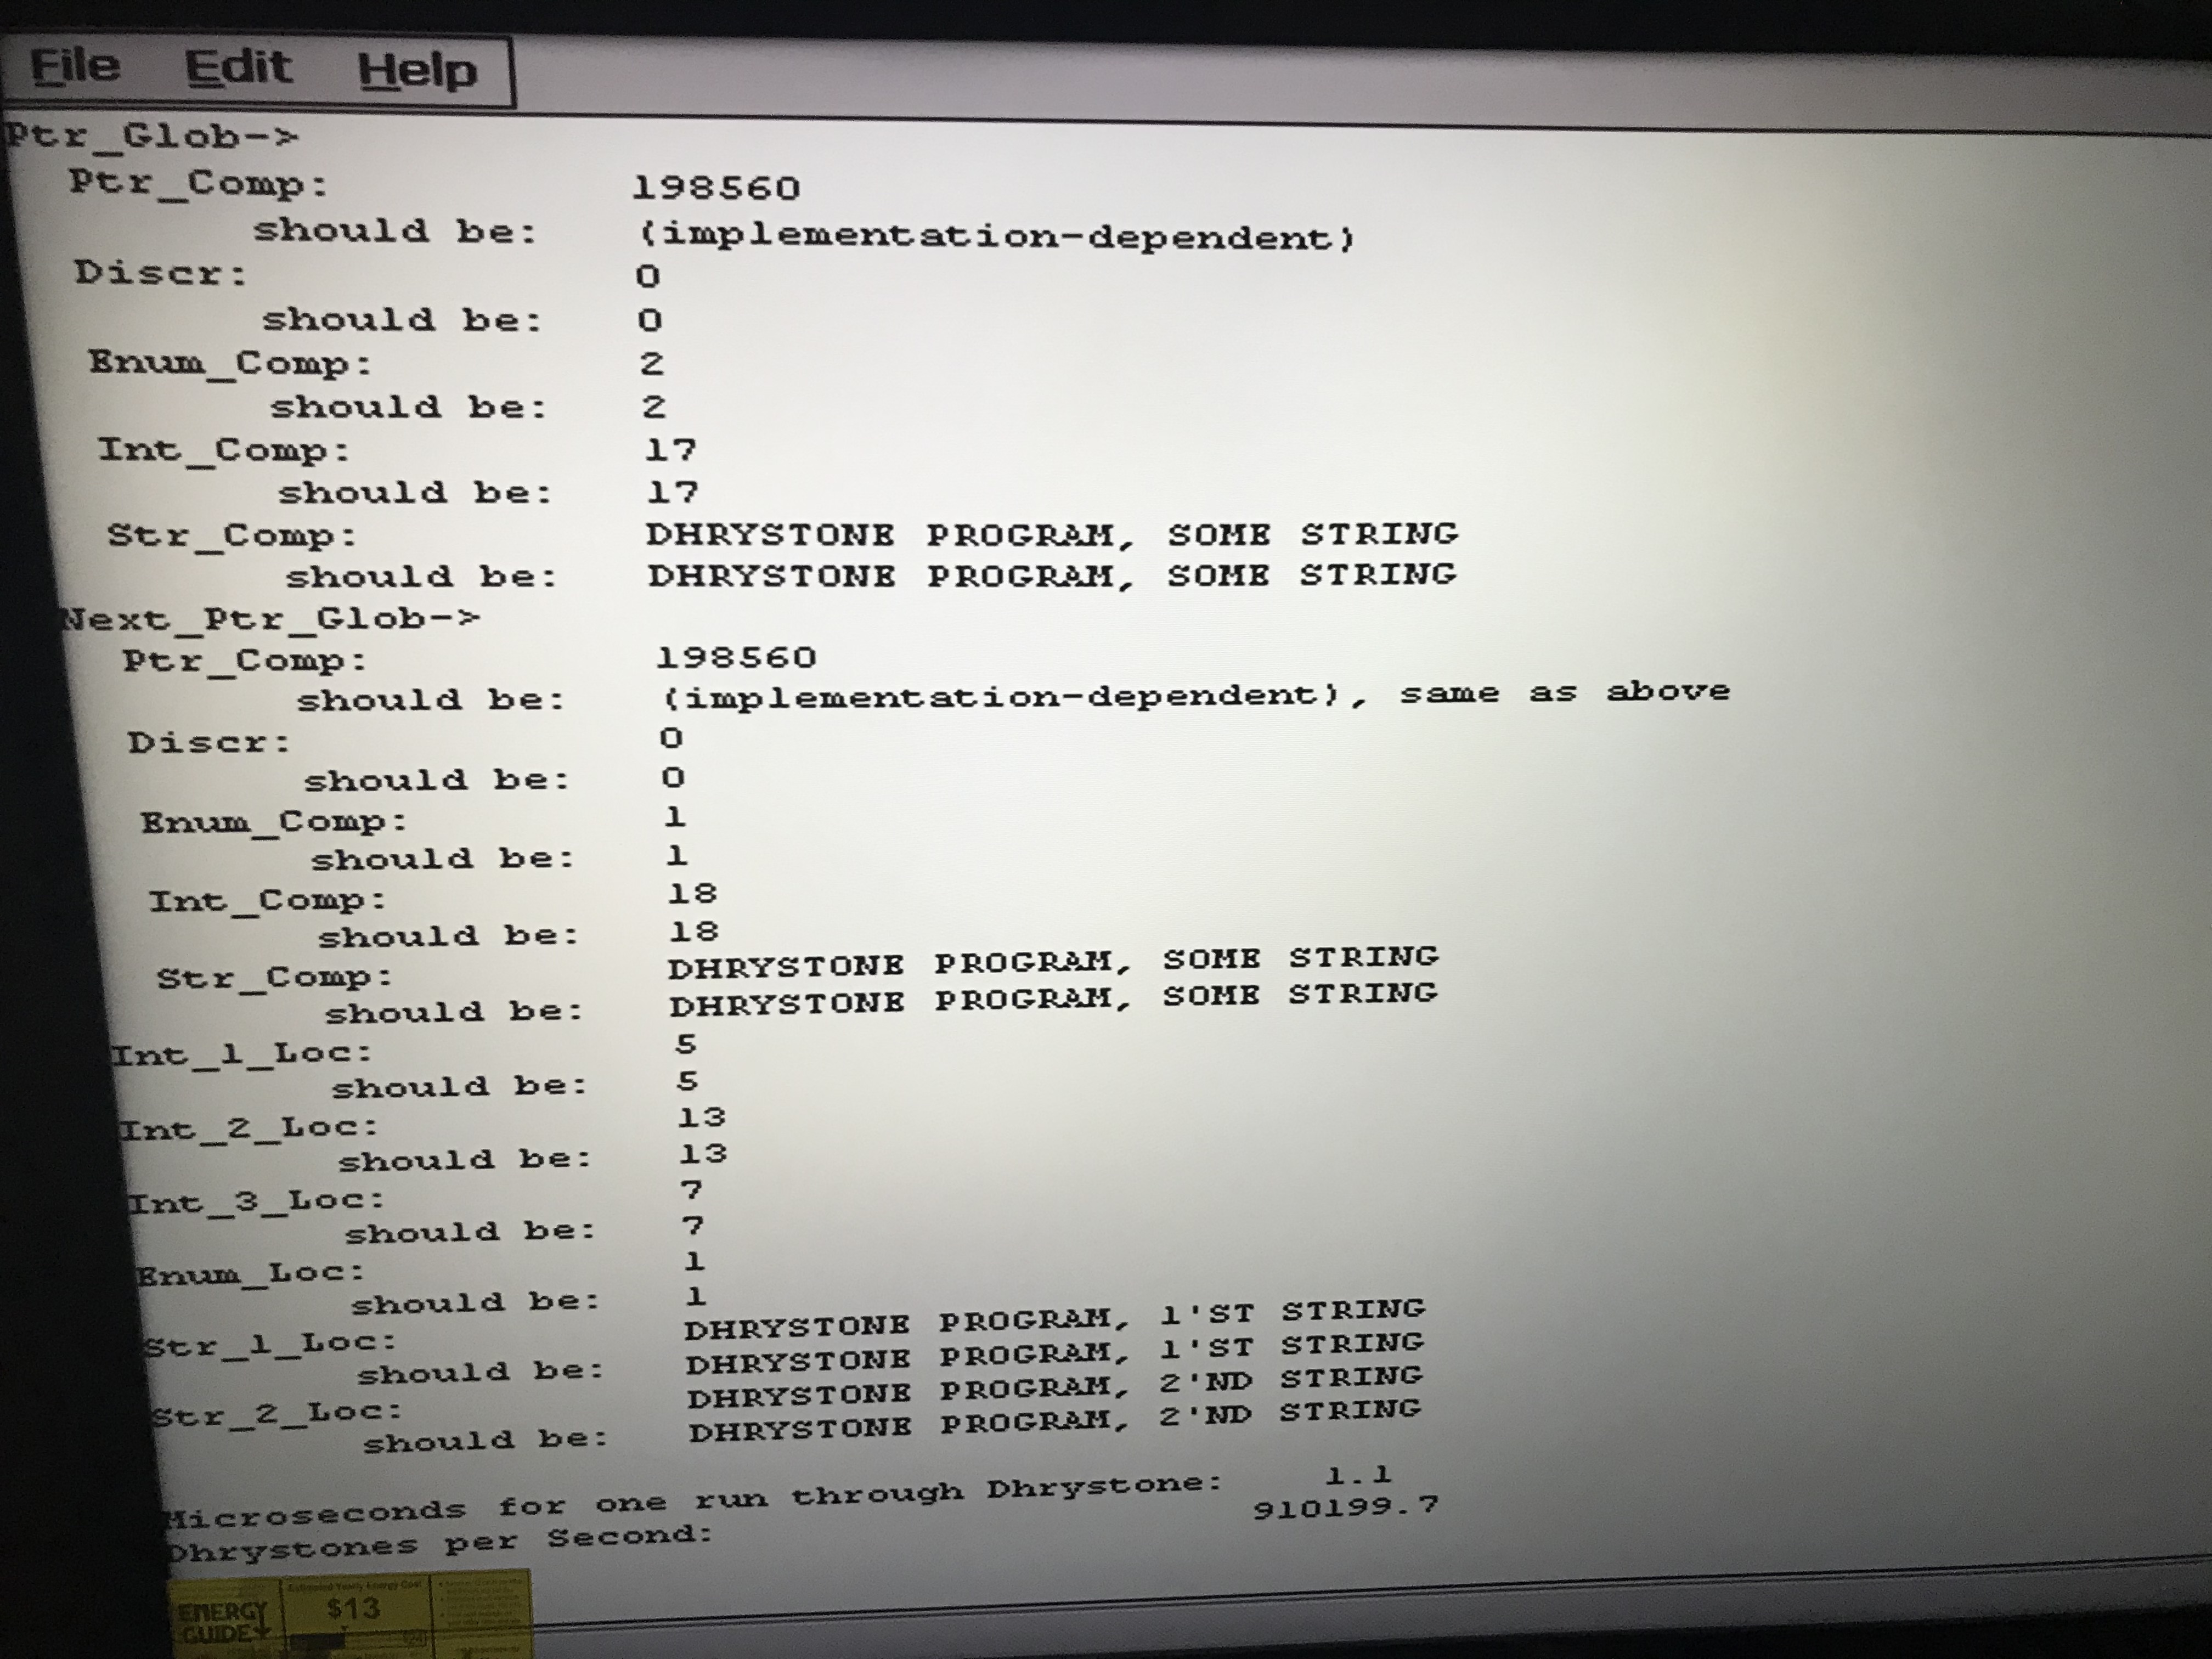 File Edit Help
Ptr_Glob->
Ptr_Comp: 198560
should be: (implementation-dependent)
Discr: 0
should be: 0
Enum_Comp: 2
should be: 2
Int_Comp: 17
should be: 17
Str_Comp: DHRYSTONE PROGRAM, SOME STRING
should be: DHRYSTONE PROGRAM, SOME STRING
Next_Ptr_Glob->
Ptr_Comp: 198560
should be: (implementation-dependent), same as above
Discr: 0
should be: 0
Enum_Comp: 1
should be: 1
Int_Comp: 18
should be: 18
Str_Comp: DHRYSTONE PROGRAM, SOME STRING
should be: DHRYSTONE PROGRAM, SOME STRING
Int_1_Loc: 5
should be: 5
Int_2_Loc: 13
should be: 13
Int_3_Loc: 7
should be: 7
Enum_Loc: 1
should be: 1
Str_1_Loc: DHRYSTONE PROGRAM, 1'ST STRING
should be: DHRYSTONE PROGRAM, 1'ST STRING
Str_2_Loc: DHRYSTONE PROGRAM, 2'ND STRING
should be: DHRYSTONE PROGRAM, 2'ND STRING
Microseconds for one run through Dhrystone: 1.1
Dhrystones per Second: 910199.7
Estimated Yearly Energy Cost
ENERGY
GUIDE
$13